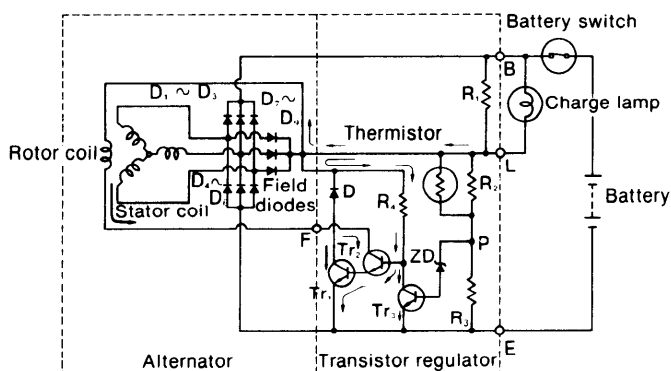 Battery switch
B
D₁ ~ D₃
D₇~
D₉
R₁
Charge lamp
Thermistor
Rotor coil
L
D₄~
Field
diodes
D
R₂
Battery
Stator coil
R₄
F
Tr₂
ZD
P
Tr₁
Tr₃
R₃
E
Alternator
Transistor regulator